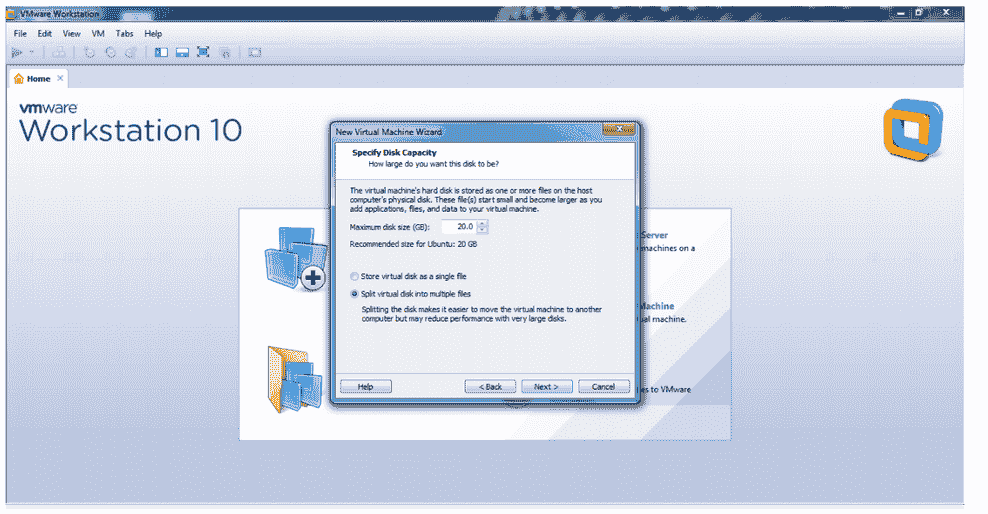 VMware Workstation
File Edit View VM Tabs Help
Home
vmware
Workstation 10
New Virtual Machine Wizard
Specify Disk Capacity
How large do you want this disk to be?
The virtual machine's hard disk is stored as one or more files on the host
computer's physical disk. These file(s) start small and become larger as you
add applications, files, and data to your virtual machine.
Maximum disk size (GB): 20.0
Recommended size for Ubuntu: 20 GB
Store virtual disk as a single file
Split virtual disk into multiple files
Splitting the disk makes it easier to move the virtual machine to another
computer but may reduce performance with very large disks.
Help < Back Next > Cancel
Server
machines on a
Machine
machine.
to VMware